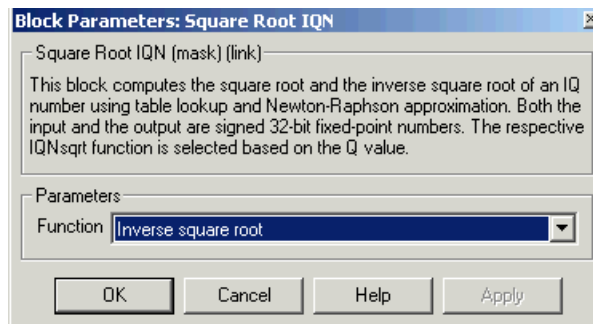 Block Parameters: Square Root IQN
Square Root IQN (mask) (link)
This block computes the square root and the inverse square root of an IQ
number using table lookup and Newton-Raphson approximation. Both the
input and the output are signed 32-bit fixed-point numbers. The respective
IQNsqrt function is selected based on the Q value.
Parameters
Function Inverse square root
OK Cancel Help Apply